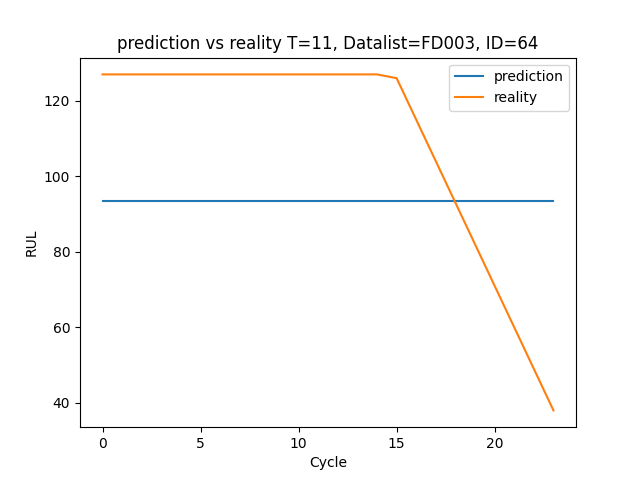 prediction vs reality T=11, Datalist=FD003, ID=64
prediction
reality
RUL
120
100
80
60
40
0 5 10 15 20
Cycle